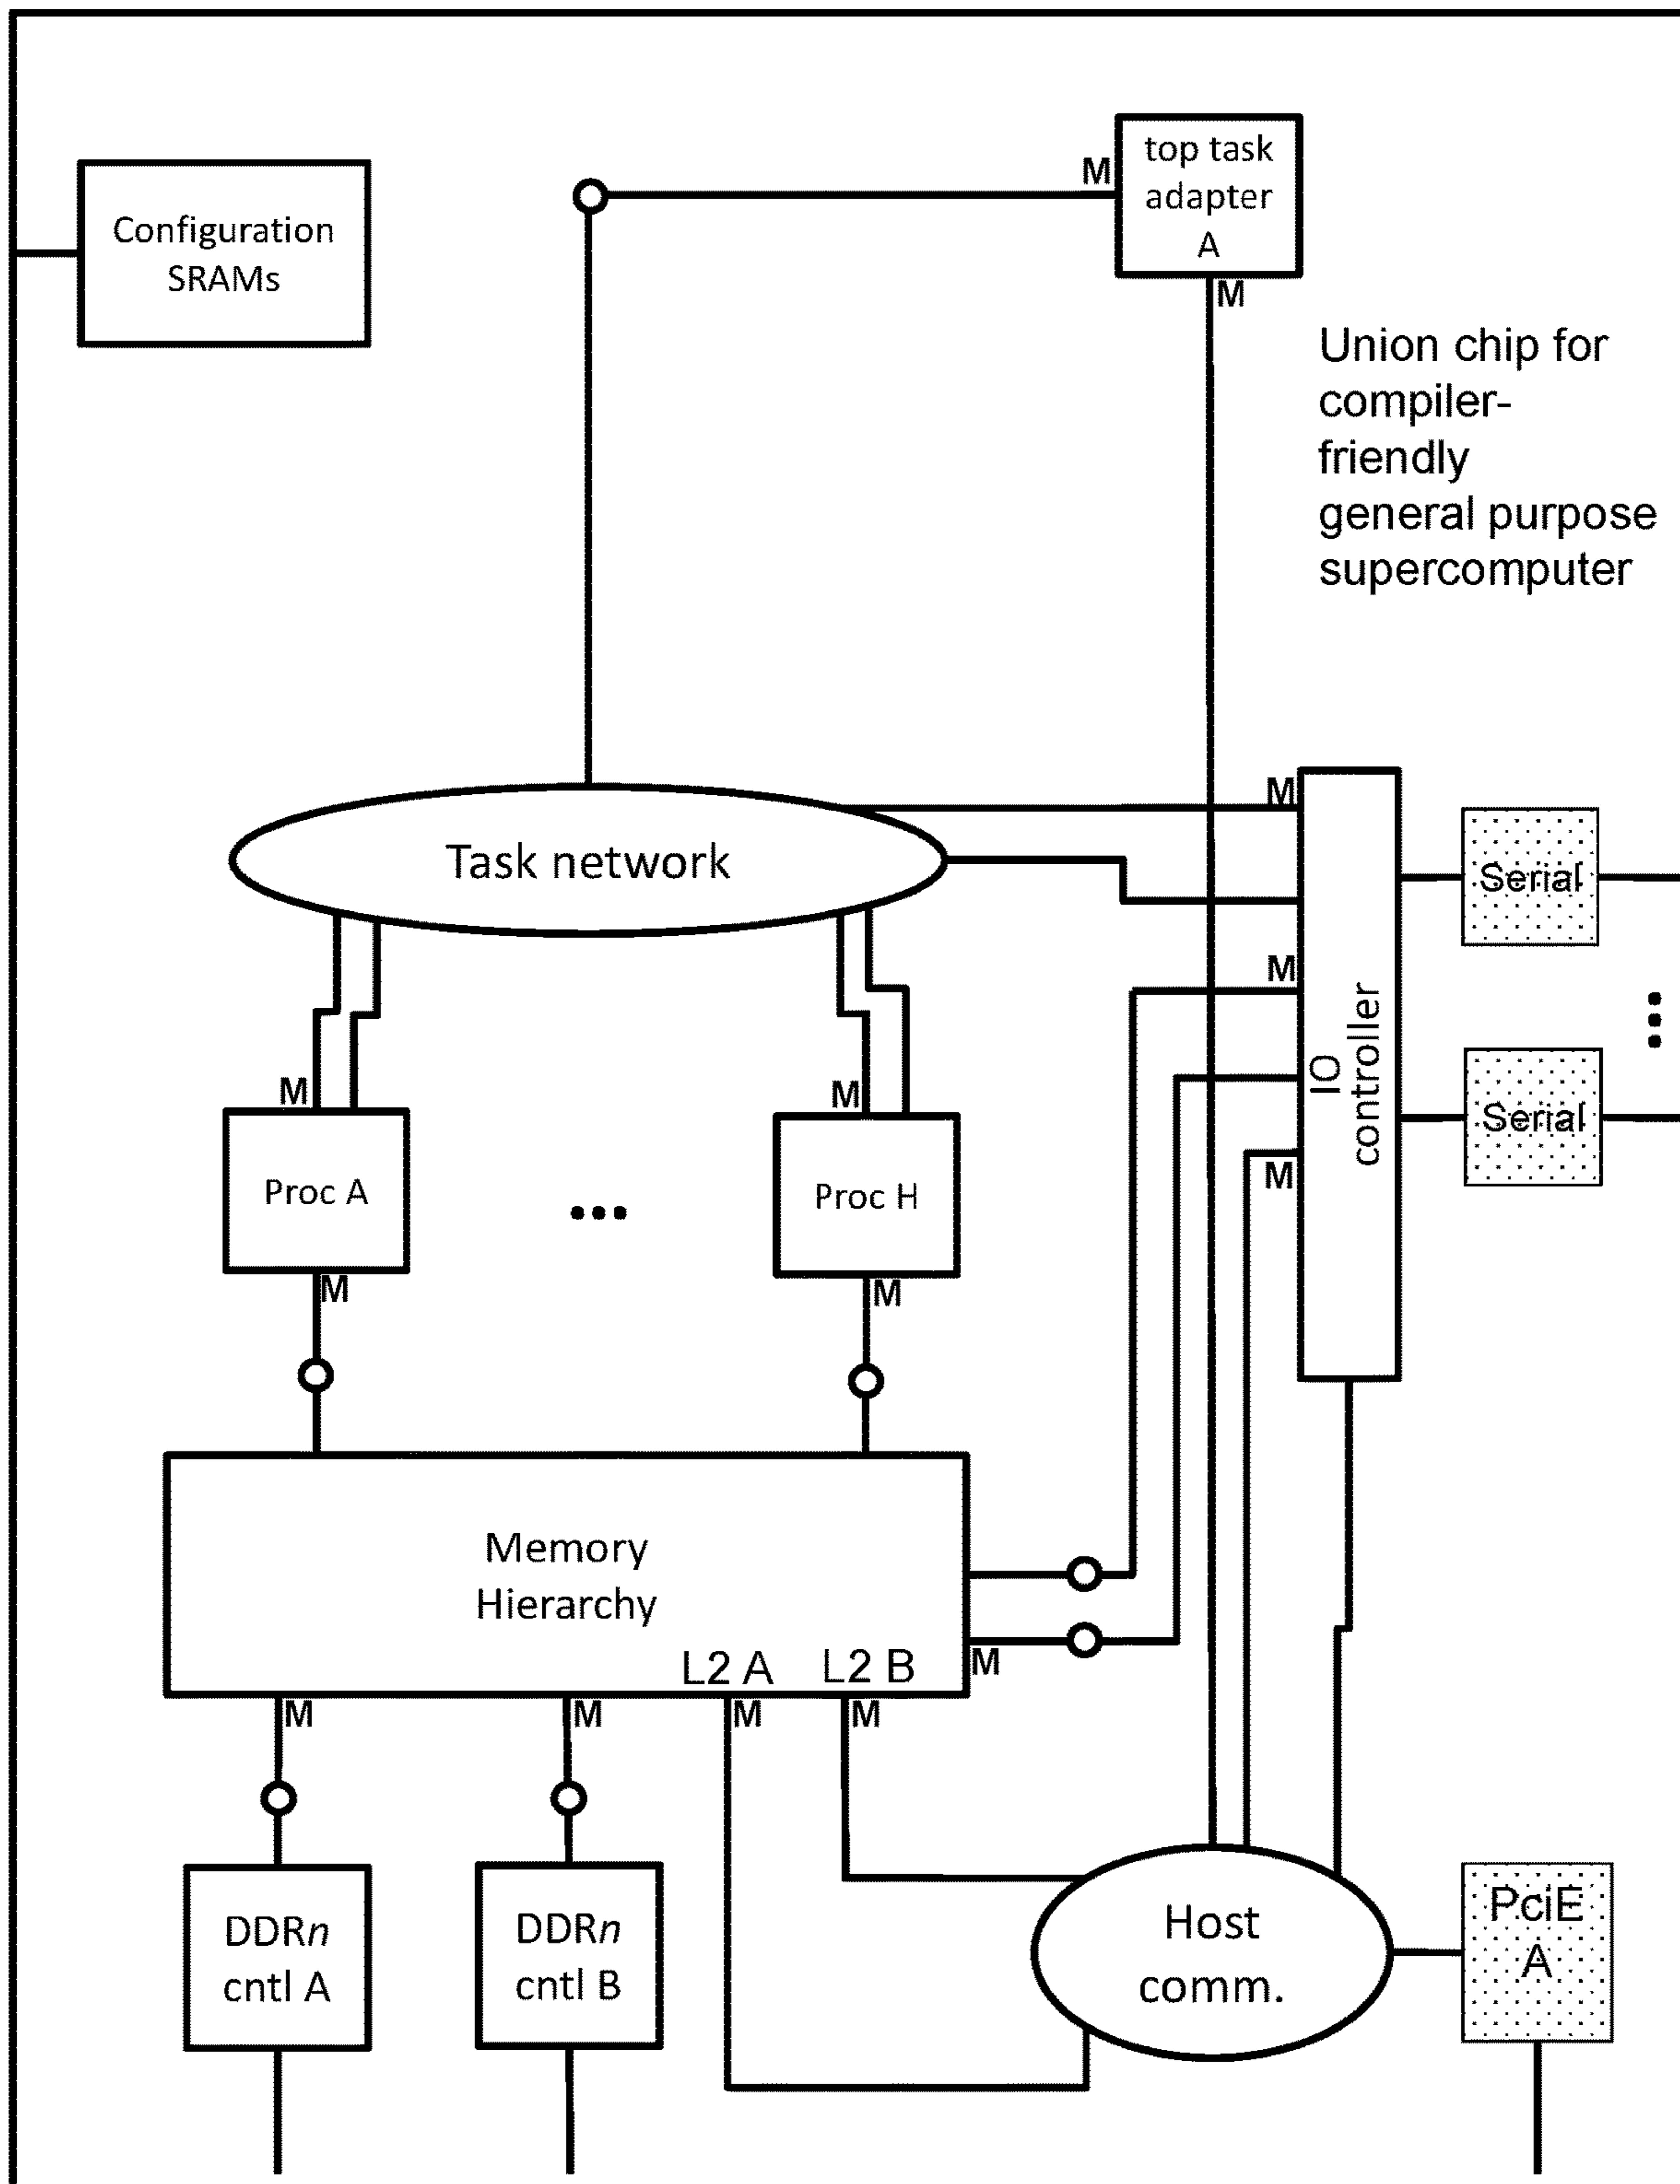 top task
adapter
A
M
M
Configuration
SRAMs
Union chip for
compiler-
friendly
general purpose
supercomputer
Task network
M
M
M
IO
controller
Serial
Serial
M
M
Proc A
Proc H
M
M
Memory
Hierarchy
L2 A
L2 B
M
M
M
M
M
DDRn
cntl A
DDRn
cntl B
Host
comm.
PciE
A